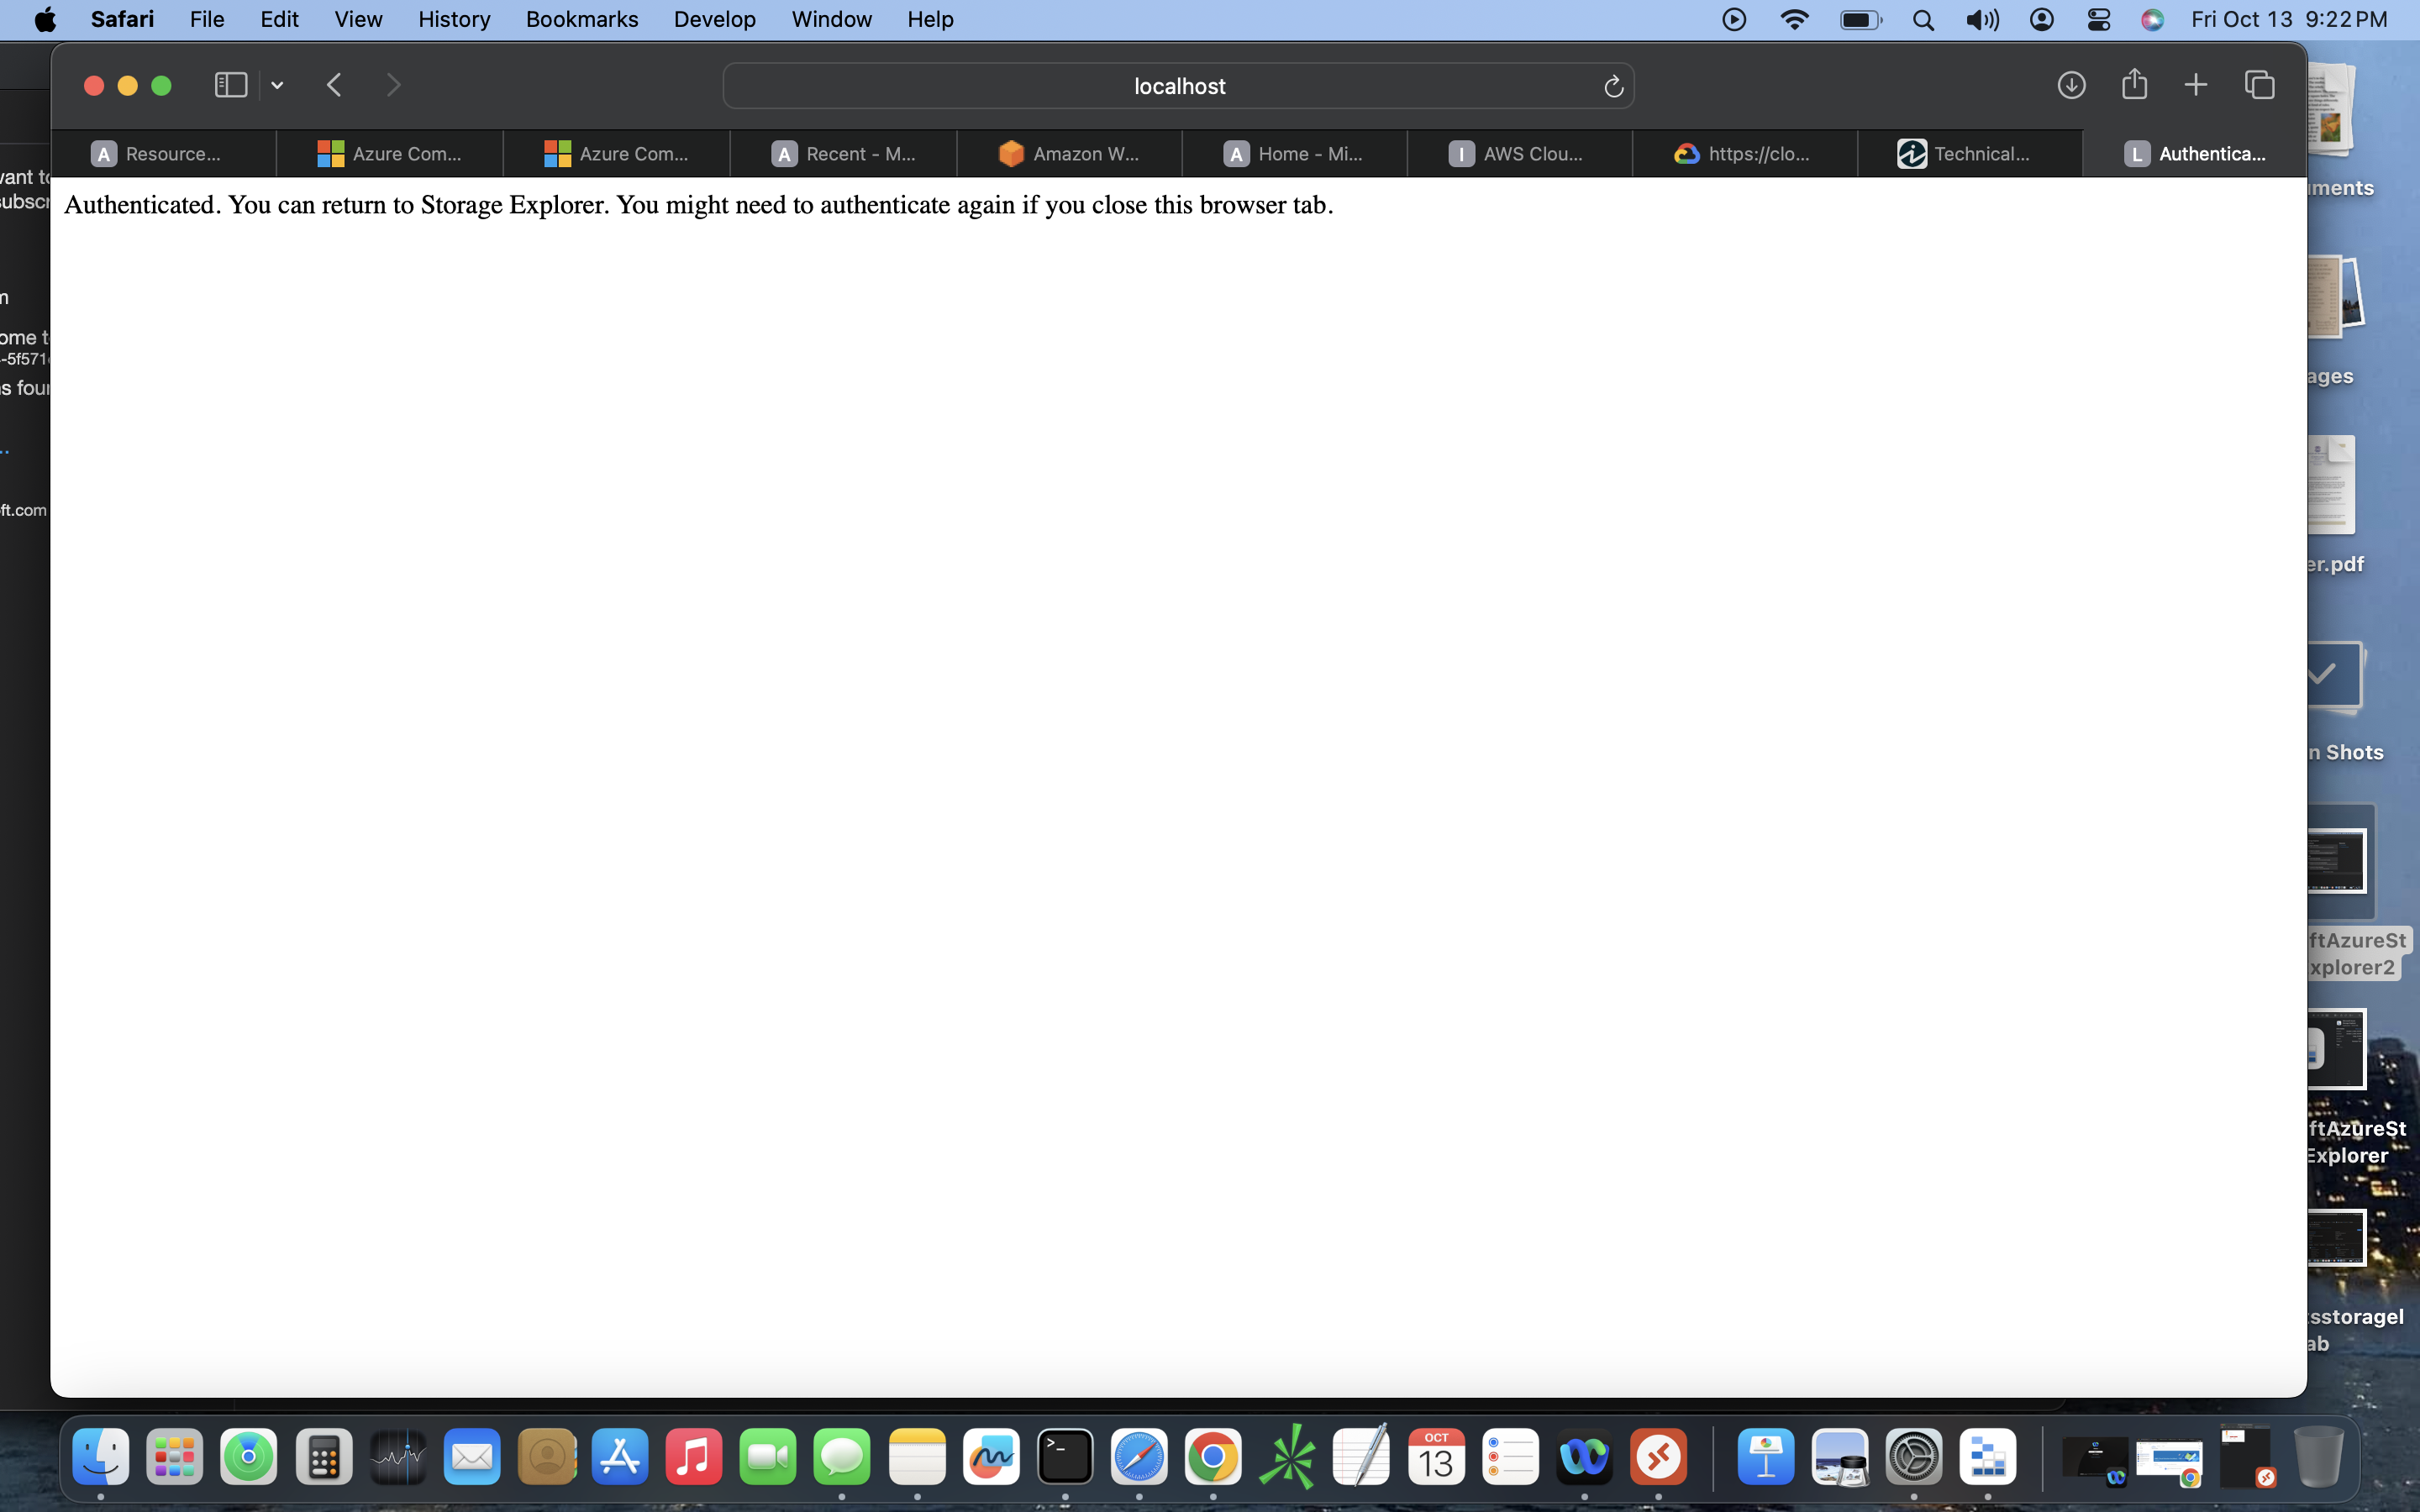 Safari File Edit View History Bookmarks Develop Window Help Fri Oct 13 9:22 PM
localhost
A Resource... Azure Com... Azure Com... A Recent - M... Amazon W... A Home - Mi... I AWS Clou... https://clo... Technical... L Authentica...
Authenticated. You can return to Storage Explorer. You might need to authenticate again if you close this browser tab.
vant to
subscr
ome t
-5f571
s four
ft.com
ments
ages
er.pdf
n Shots
ftAzureSt
xplorer2
ftAzureSt
Explorer
sstoragel
ab
OCT
13